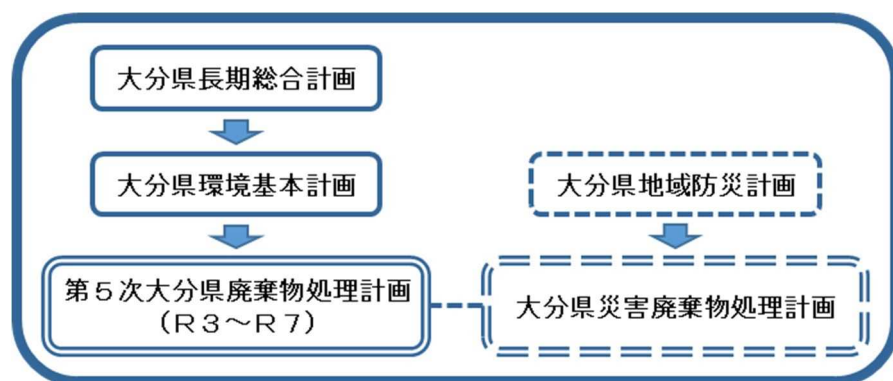 大分県長期総合計画
大分県環境基本計画
大分県地域防災計画
第５次大分県廃棄物処理計画
（Ｒ３～Ｒ７）
大分県災害廃棄物処理計画